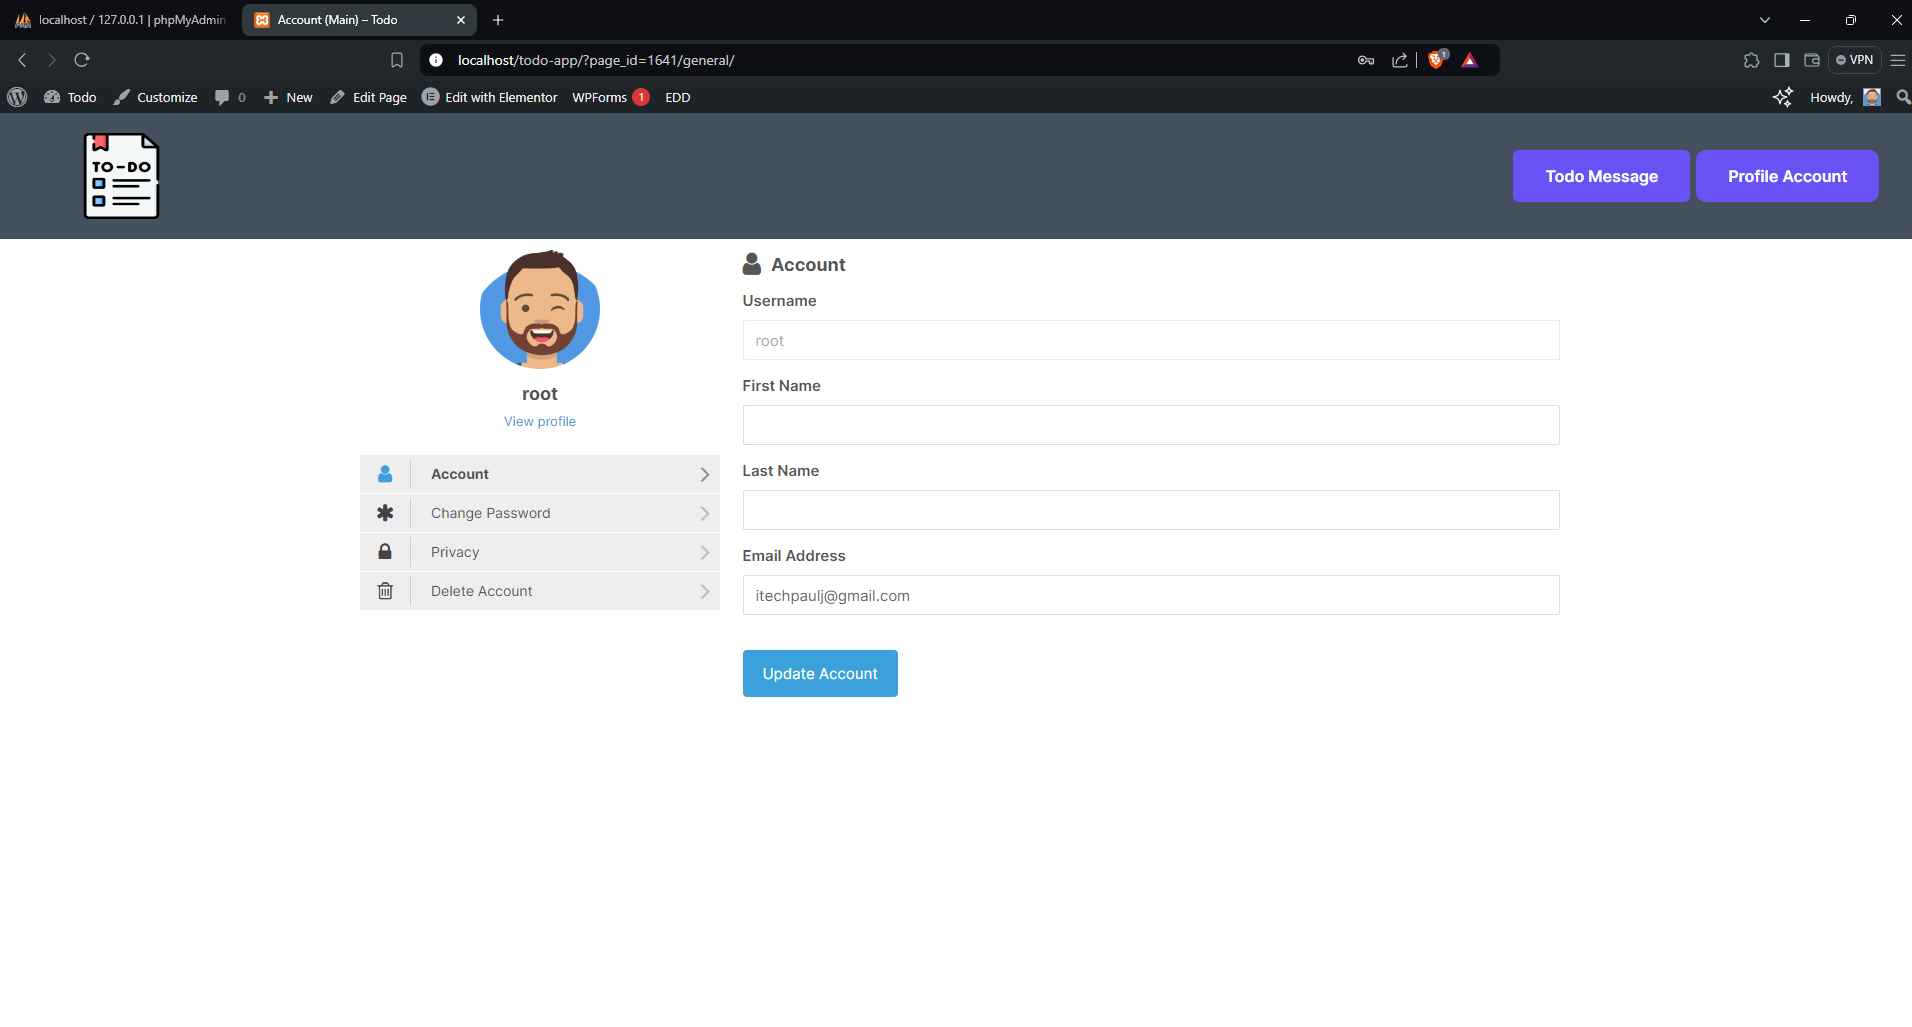 localhost / 127.0.0.1 | phpMyAdmin
Account (Main) – Todo
localhost/todo-app/?page_id=1641/general/
1
VPN
Todo
Customize
0
New
Edit Page
Edit with Elementor
WPForms 1
EDD
Howdy,
TO-DO
Todo Message
Profile Account
root
View profile
Account
Change Password
Privacy
Delete Account
Account
Username
root
First Name
Last Name
Email Address
itechpaulj@gmail.com
Update Account